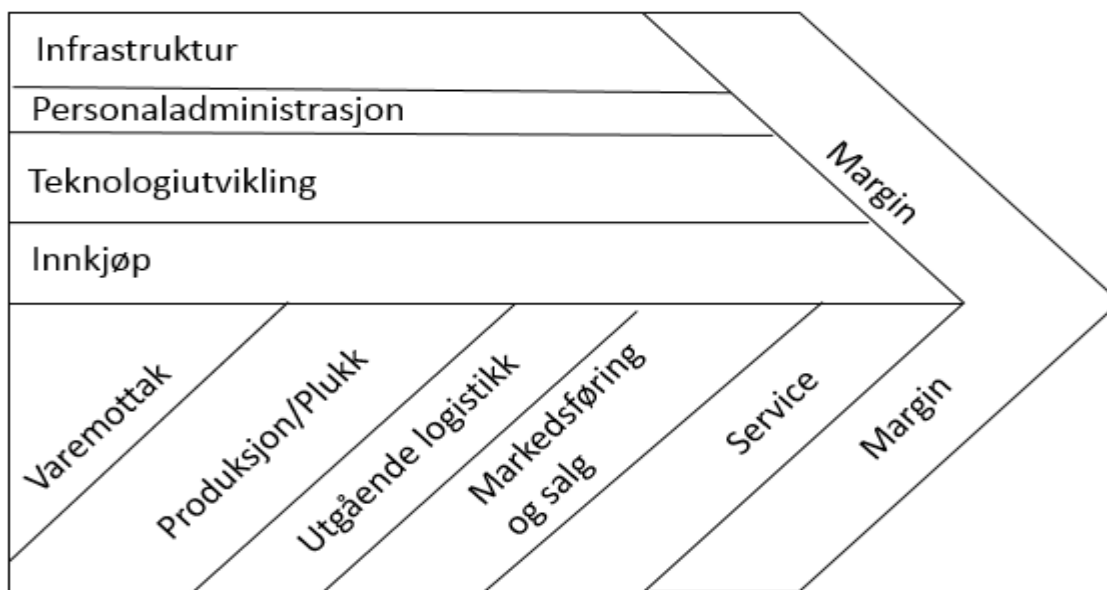 Infrastruktur
Personaladministrasjon
Teknologiutvikling
Innkjøp
Margin
Varemottak
Produksjon/Plukk
Utgående logistikk
Markedsføring
og salg
Service
Margin